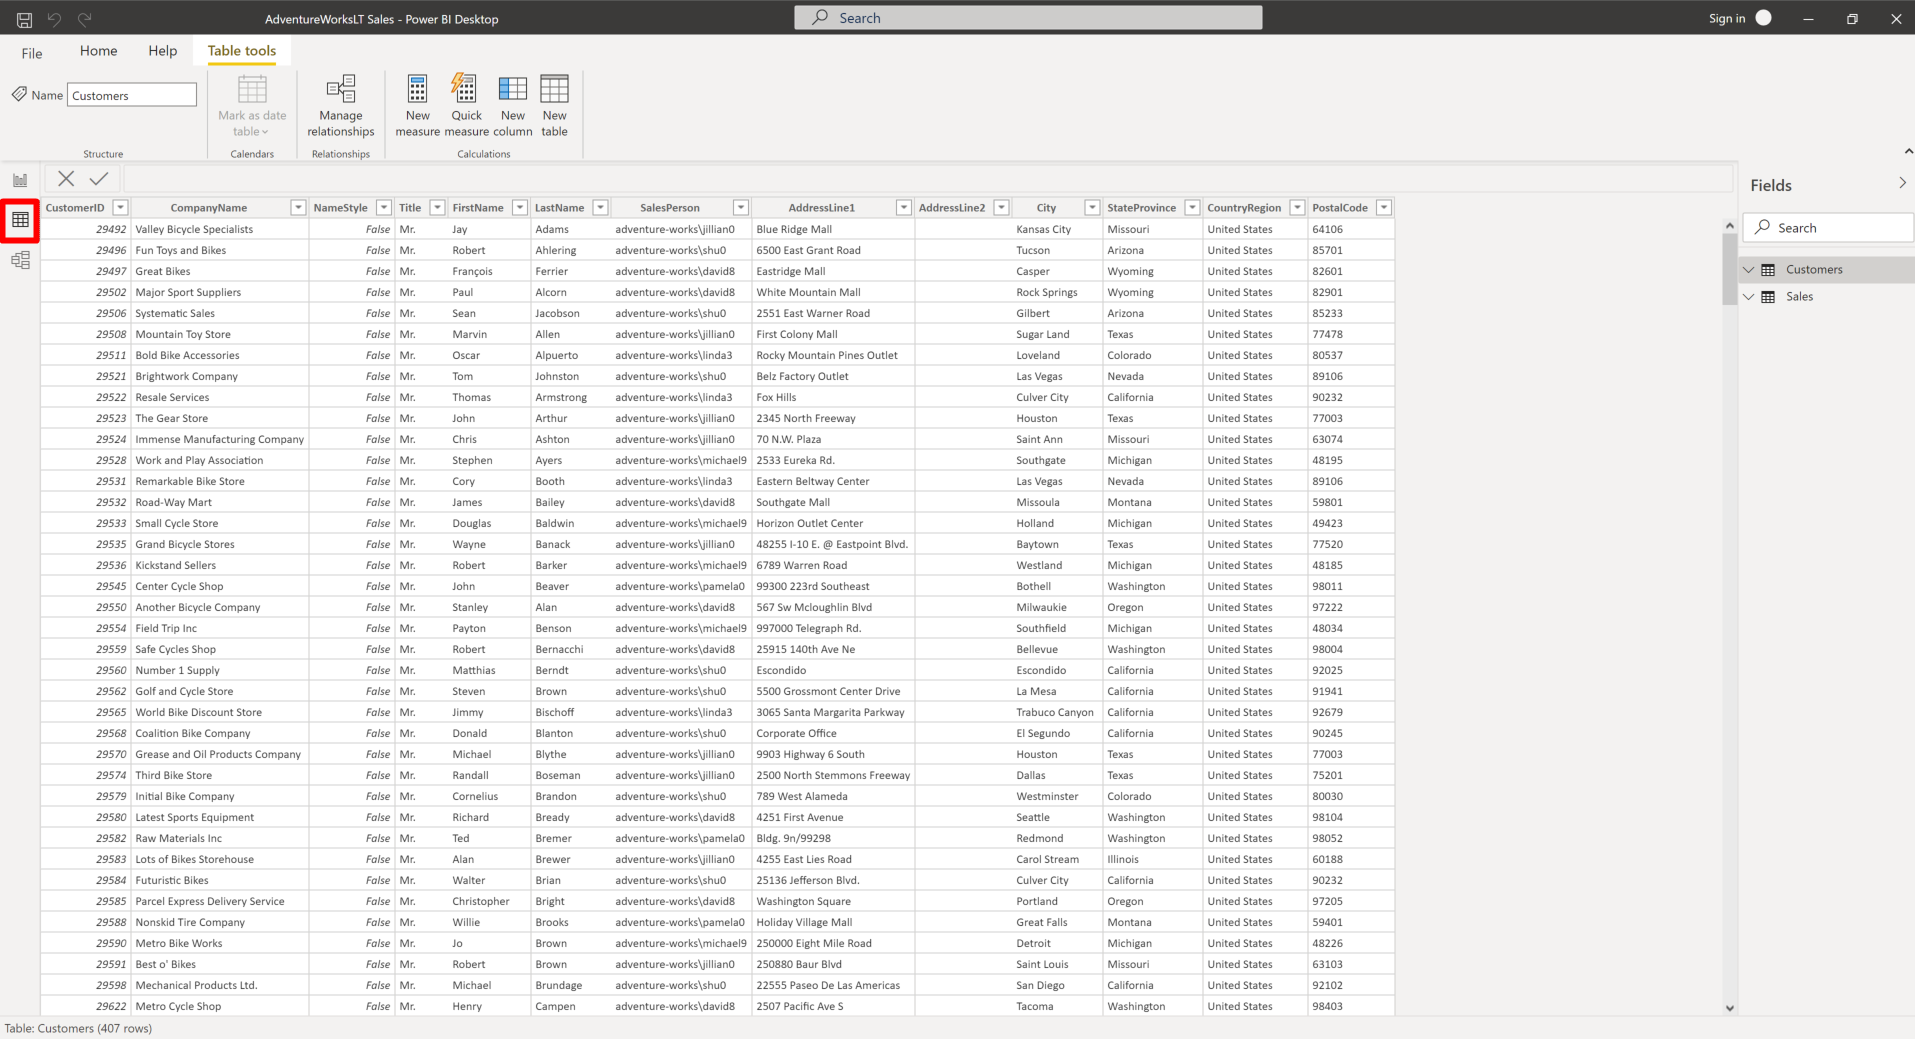 AdventureWorksLT Sales - Power BI Desktop
Search
Sign in
File
Home
Help
Table tools
Name
Customers
Structure
Mark as date
table
Calendars
Manage
relationships
Relationships
New
measure
Quick
measure
New
column
New
table
Calculations
CustomerID CompanyName NameStyle Title FirstName LastName SalesPerson AddressLine1 AddressLine2 City StateProvince CountryRegion PostalCode
29492 Valley Bicycle Specialists False Mr. Jay Adams adventure-works\jillian0 Blue Ridge Mall Kansas City Missouri United States 64106
29496 Fun Toys and Bikes False Mr. Robert Ahlering adventure-works\shu0 6500 East Grant Road Tucson Arizona United States 85701
29497 Great Bikes False Mr. François Ferrier adventure-works\david8 Eastridge Mall Casper Wyoming United States 82601
29502 Major Sport Suppliers False Mr. Paul Alcorn adventure-works\david8 White Mountain Mall Rock Springs Wyoming United States 82901
29506 Systematic Sales False Mr. Sean Jacobson adventure-works\shu0 2551 East Warner Road Gilbert Arizona United States 85233
29508 Mountain Toy Store False Mr. Marvin Allen adventure-works\jillian0 First Colony Mall Sugar Land Texas United States 77478
29511 Bold Bike Accessories False Mr. Oscar Alpuerto adventure-works\linda3 Rocky Mountain Pines Outlet Loveland Colorado United States 80537
29521 Brightwork Company False Mr. Tom Johnston adventure-works\shu0 Belz Factory Outlet Las Vegas Nevada United States 89106
29522 Resale Services False Mr. Thomas Armstrong adventure-works\linda3 Fox Hills Culver City California United States 90232
29523 The Gear Store False Mr. John Arthur adventure-works\jillian0 2345 North Freeway Houston Texas United States 77003
29524 Immense Manufacturing Company False Mr. Chris Ashton adventure-works\jillian0 70 N.W. Plaza Saint Ann Missouri United States 63074
29528 Work and Play Association False Mr. Stephen Ayers adventure-works\michael9 2533 Eureka Rd. Southgate Michigan United States 48195
29531 Remarkable Bike Store False Mr. Cory Booth adventure-works\linda3 Eastern Beltway Center Las Vegas Nevada United States 89106
29532 Road-Way Mart False Mr. James Bailey adventure-works\david8 Southgate Mall Missoula Montana United States 59801
29533 Small Cycle Store False Mr. Douglas Baldwin adventure-works\michael9 Horizon Outlet Center Holland Michigan United States 49423
29535 Grand Bicycle Stores False Mr. Wayne Banack adventure-works\jillian0 48255 I-10 E. @ Eastpoint Blvd. Baytown Texas United States 77520
29536 Kickstand Sellers False Mr. Robert Barker adventure-works\michael9 6789 Warren Road Westland Michigan United States 48185
29545 Center Cycle Shop False Mr. John Beaver adventure-works\pamela0 99300 223rd Southeast Bothell Washington United States 98011
29550 Another Bicycle Company False Mr. Stanley Alan adventure-works\david8 567 Sw Mcloughlin Blvd Milwaukie Oregon United States 97222
29554 Field Trip Inc False Mr. Payton Benson adventure-works\michael9 997000 Telegraph Rd. Southfield Michigan United States 48034
29559 Safe Cycles Shop False Mr. Robert Bernacchi adventure-works\david8 25915 140th Ave Ne Bellevue Washington United States 98004
29560 Number 1 Supply False Mr. Matthias Berndt adventure-works\shu0 Escondido Escondido California United States 92025
29562 Golf and Cycle Store False Mr. Steven Brown adventure-works\shu0 5500 Grossmont Center Drive La Mesa California United States 91941
29565 World Bike Discount Store False Mr. Jimmy Bischoff adventure-works\linda3 3065 Santa Margarita Parkway Trabuco Canyon California United States 92679
29568 Coalition Bike Company False Mr. Donald Blanton adventure-works\shu0 Corporate Office El Segundo California United States 90245
29570 Grease and Oil Products Company False Mr. Michael Blythe adventure-works\jillian0 9903 Highway 6 South Houston Texas United States 77003
29574 Third Bike Store False Mr. Randall Boseman adventure-works\jillian0 2500 North Stemmons Freeway Dallas Texas United States 75201
29579 Initial Bike Company False Mr. Cornelius Brandon adventure-works\shu0 789 West Alameda Westminster Colorado United States 80030
29580 Latest Sports Equipment False Mr. Richard Bready adventure-works\david8 4251 First Avenue Seattle Washington United States 98104
29582 Raw Materials Inc False Mr. Ted Bremer adventure-works\pamela0 Bldg. 9n/99298 Redmond Washington United States 98052
29583 Lots of Bikes Storehouse False Mr. Alan Brewer adventure-works\jillian0 4255 East Lies Road Carol Stream Illinois United States 60188
29584 Futuristic Bikes False Mr. Walter Brian adventure-works\shu0 25136 Jefferson Blvd. Culver City California United States 90232
29585 Parcel Express Delivery Service False Mr. Christopher Bright adventure-works\david8 Washington Square Portland Oregon United States 97205
29588 Nonskid Tire Company False Mr. Willie Brooks adventure-works\pamela0 Holiday Village Mall Great Falls Montana United States 59401
29590 Metro Bike Works False Mr. Jo Brown adventure-works\michael9 250000 Eight Mile Road Detroit Michigan United States 48226
29591 Best o' Bikes False Mr. Robert Brown adventure-works\jillian0 250880 Baur Blvd Saint Louis Missouri United States 63103
29598 Mechanical Products Ltd. False Mr. Michael Brundage adventure-works\shu0 22555 Paseo De Las Americas San Diego California United States 92102
29622 Metro Cycle Shop False Mr. Henry Campen adventure-works\david8 2507 Pacific Ave S Tacoma Washington United States 98403
Fields
Search
Customers
Sales
Table: Customers (407 rows)